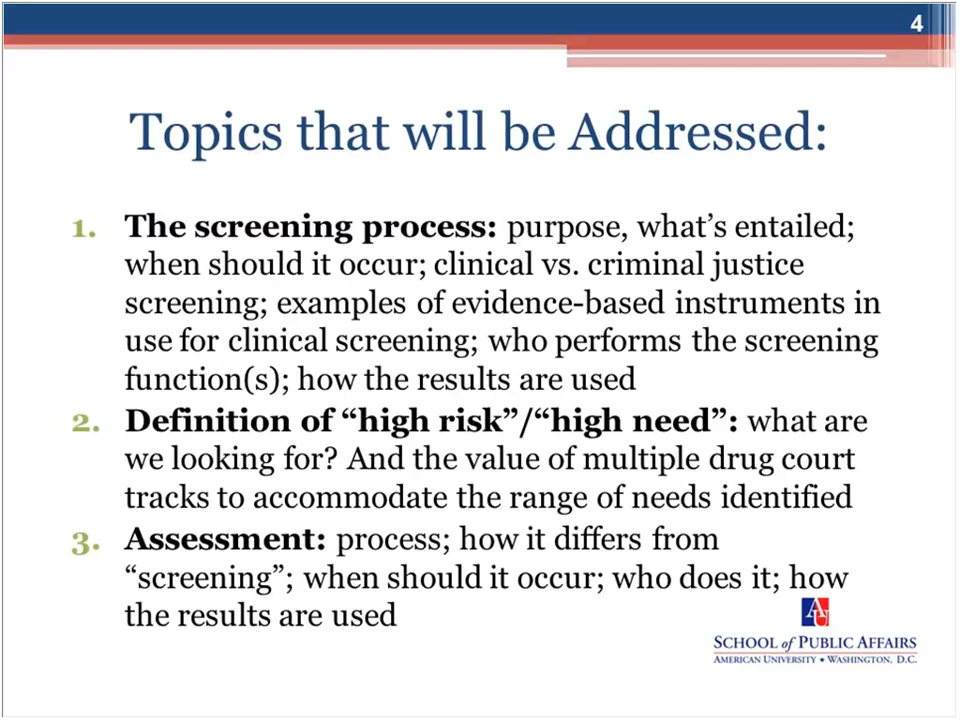 4
Topics that will be Addressed:
1. The screening process: purpose, what’s entailed;
when should it occur; clinical vs. criminal justice
screening; examples of evidence-based instruments in
use for clinical screening; who performs the screening
function(s); how the results are used
2. Definition of “high risk”/“high need”: what are
we looking for? And the value of multiple drug court
tracks to accommodate the range of needs identified
3. Assessment: process; how it differs from
“screening”; when should it occur; who does it; how
the results are used
AU
SCHOOL of PUBLIC AFFAIRS
AMERICAN UNIVERSITY ★ WASHINGTON, D.C.